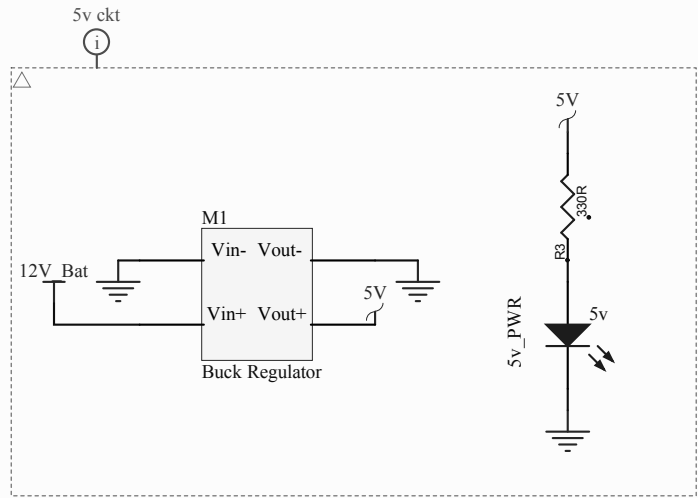 5v ckt
i
5V
330R
R3
M1
Vin- Vout-
12V_Bat
Vin+ Vout+
5V
Buck Regulator
5v_PWR
5v